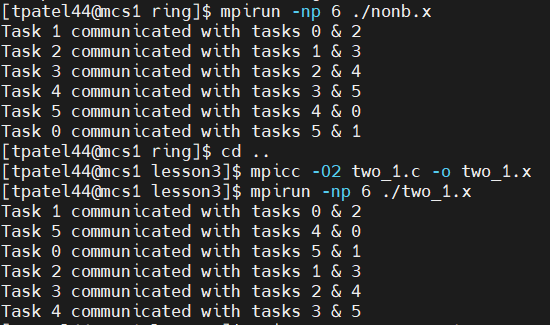 [tpatel44@mcs1 ring]$ mpirun -np 6 ./nonb.x
Task 1 communicated with tasks 0 & 2
Task 2 communicated with tasks 1 & 3
Task 3 communicated with tasks 2 & 4
Task 4 communicated with tasks 3 & 5
Task 5 communicated with tasks 4 & 0
Task 0 communicated with tasks 5 & 1
[tpatel44@mcs1 ring]$ cd ..
[tpatel44@mcs1 lesson3]$ mpicc -O2 two_1.c -o two_1.x
[tpatel44@mcs1 lesson3]$ mpirun -np 6 ./two_1.x
Task 1 communicated with tasks 0 & 2
Task 5 communicated with tasks 4 & 0
Task 0 communicated with tasks 5 & 1
Task 2 communicated with tasks 1 & 3
Task 3 communicated with tasks 2 & 4
Task 4 communicated with tasks 3 & 5